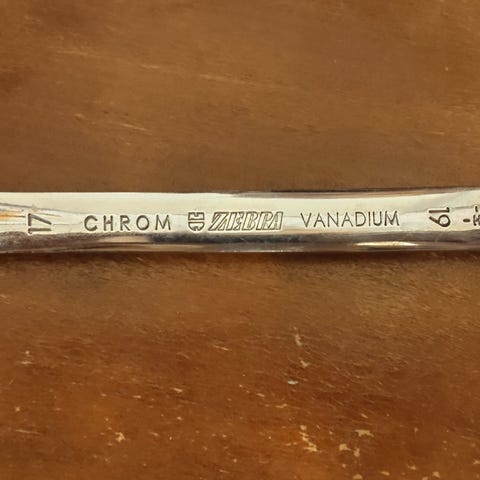 17 CHROM ZEBRA VANADIUM 19